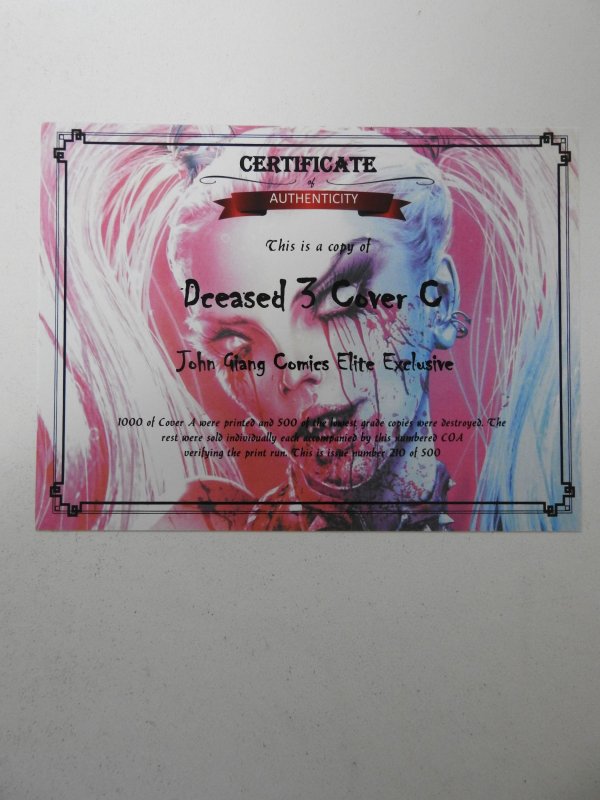 CERTIFICATE
of
AUTHENTICITY
This is a copy of
Dceased 3 Cover C
John Giang Comics Elite Exclusive
1000 of Cover A were printed and 500 of the lowest grade copies were destroyed. The
rest were sold individually each accompanied by this numbered COA
verifying the print run. This is issue number 210 of 500